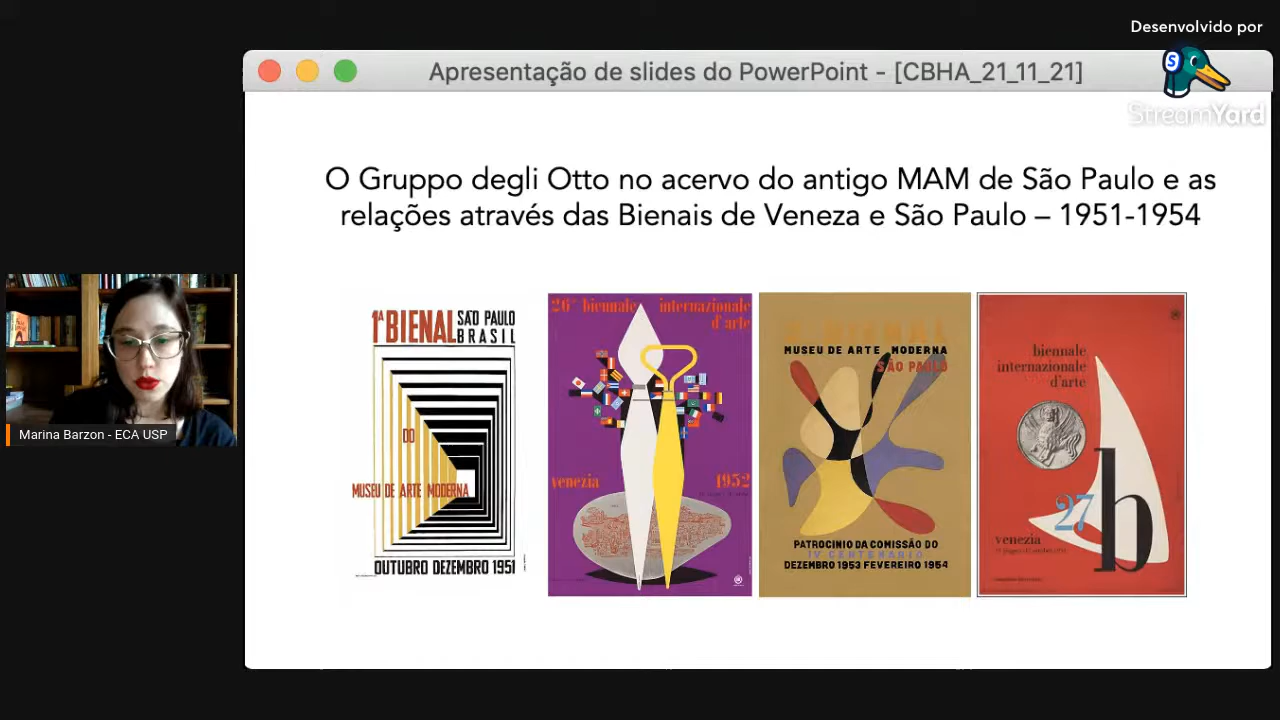 Desenvolvido por
StreamYard
Apresentação de slides do PowerPoint - [CBHA_21_11_21]
O Gruppo degli Otto no acervo do antigo MAM de São Paulo e as
relações através das Bienais de Veneza e São Paulo – 1951-1954
1ª BIENAL SÃO PAULO
BRASIL
DO
MUSEU DE ARTE MODERNA
OUTUBRO DEZEMBRO 1951
26ª biennale internazionale
d'arte
venezia 1952
II BIENAL
MUSEU DE ARTE MODERNA
SÃO PAULO
PATROCINIO DA COMISSÃO DO
IV CENTENARIO
DEZEMBRO 1953 FEVEREIRO 1954
biennale
internazionale
d'arte
27
b
venezia
Marina Barzon - ECA USP